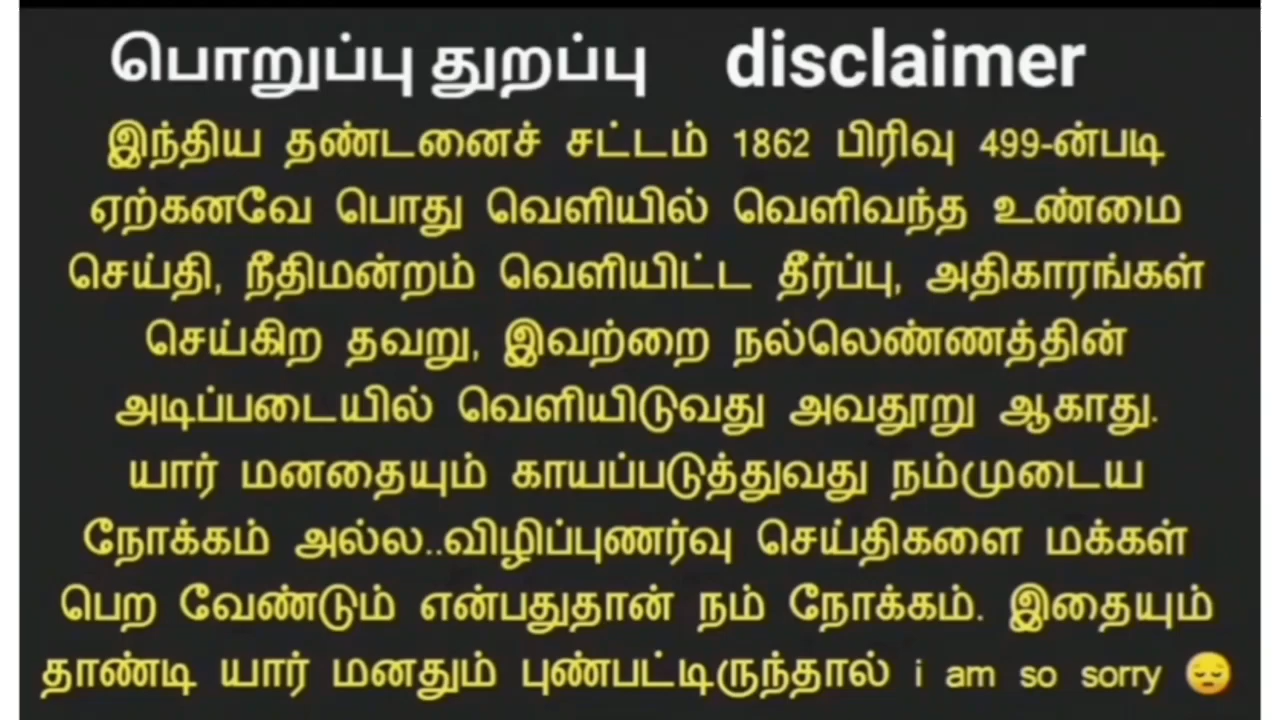 பொறுப்பு துறப்பு disclaimer
இந்திய தண்டனைச் சட்டம் 1862 பிரிவு 499-ன்படி
ஏற்கனவே பொது வெளியில் வெளிவந்த உண்மை
செய்தி, நீதிமன்றம் வெளியிட்ட தீர்ப்பு, அதிகாரங்கள்
செய்கிற தவறு, இவற்றை நல்லெண்ணத்தின்
அடிப்படையில் வெளியிடுவது அவதூறு ஆகாது.
யார் மனதையும் காயப்படுத்துவது நம்முடைய
நோக்கம் அல்ல..விழிப்புணர்வு செய்திகளை மக்கள்
பெற வேண்டும் என்பதுதான் நம் நோக்கம். இதையும்
தாண்டி யார் மனதும் புண்பட்டிருந்தால் i am so sorry 😔